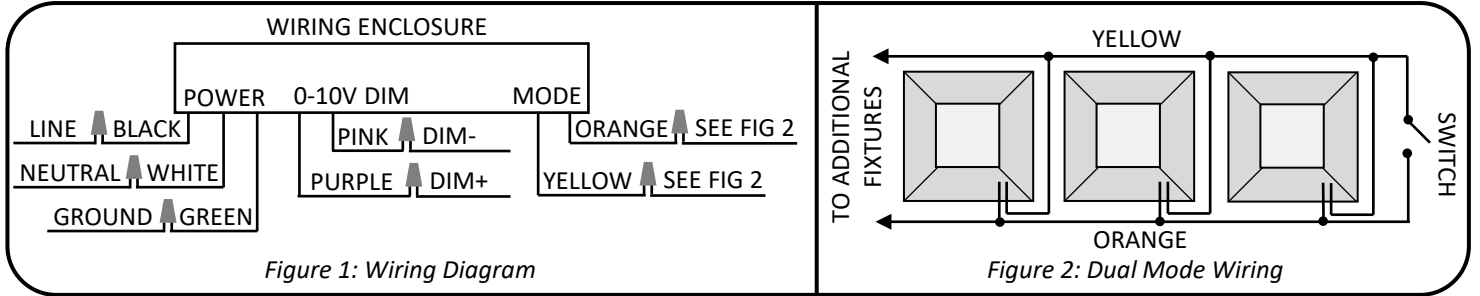 WIRING ENCLOSURE
POWER 0-10V DIM MODE
LINE BLACK
PINK DIM-
ORANGE SEE FIG 2
NEUTRAL WHITE
PURPLE DIM+
YELLOW SEE FIG 2
GROUND GREEN
Figure 1: Wiring Diagram
YELLOW
TO ADDITIONAL
FIXTURES
SWITCH
ORANGE
Figure 2: Dual Mode Wiring